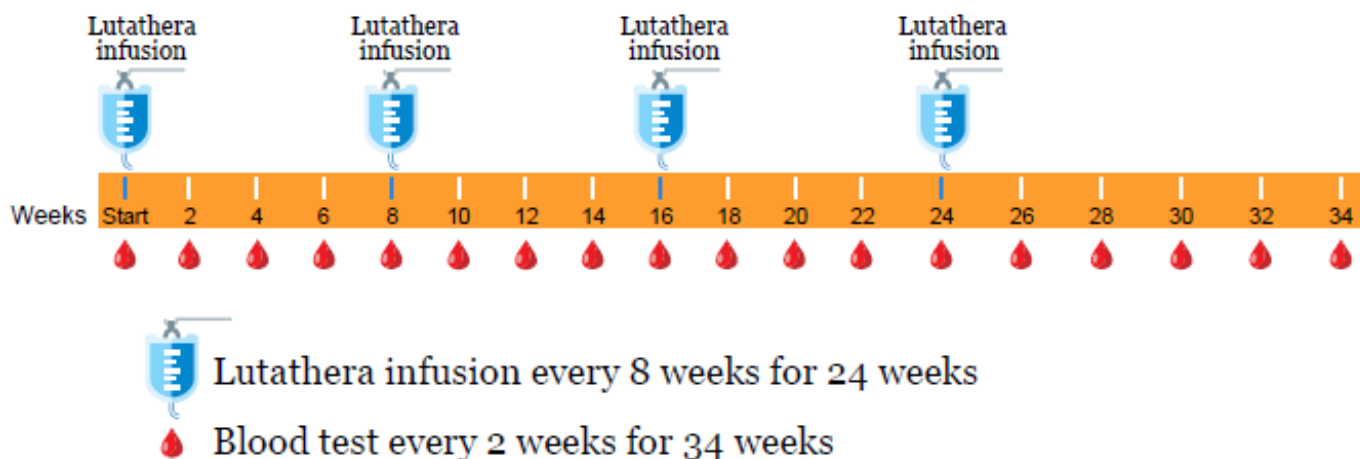 Lutathera infusion
Lutathera infusion
Lutathera infusion
Lutathera infusion
Weeks Start 2 4 6 8 10 12 14 16 18 20 22 24 26 28 30 32 34
Lutathera infusion every 8 weeks for 24 weeks
Blood test every 2 weeks for 34 weeks